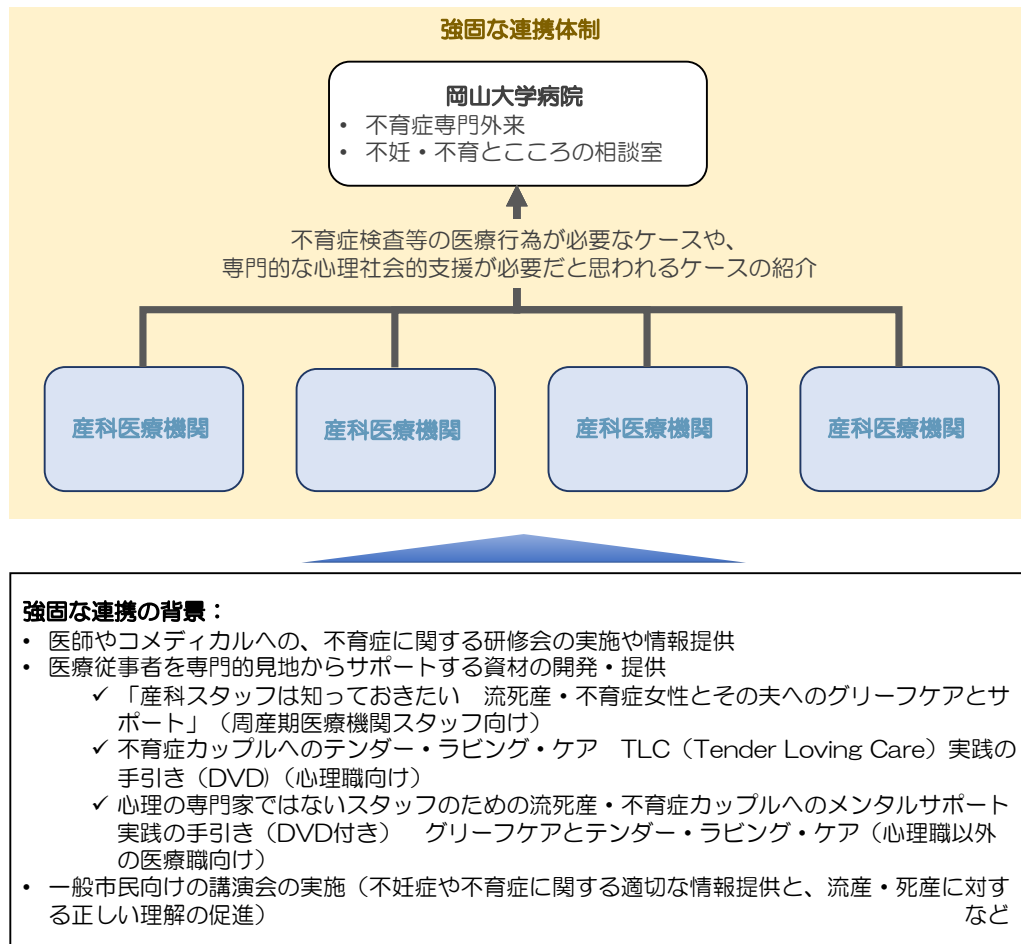 強固な連携体制
岡山大学病院
• 不育症専門外来
• 不妊・不育とこころの相談室
不育症検査等の医療行為が必要なケースや、
専門的な心理社会的支援が必要だと思われるケースの紹介
産科医療機関
産科医療機関
産科医療機関
産科医療機関
強固な連携の背景：
• 医師やコメディカルへの、不育症に関する研修会の実施や情報提供
• 医療従事者を専門的見地からサポートする資材の開発・提供
✓ 「産科スタッフは知っておきたい　流死産・不育症女性とその夫へのグリーフケアとサ
ポート」（周産期医療機関スタッフ向け）
✓ 不育症カップルへのテンダー・ラビング・ケア　TLC（Tender Loving Care）実践の
手引き（DVD)（心理職向け）
✓ 心理の専門家ではないスタッフのための流死産・不育症カップルへのメンタルサポート
実践の手引き（DVD付き）　グリーフケアとテンダー・ラビング・ケア（心理職以外
の医療職向け）
• 一般市民向けの講演会の実施（不妊症や不育症に関する適切な情報提供と、流産・死産に対す
る正しい理解の促進）　など